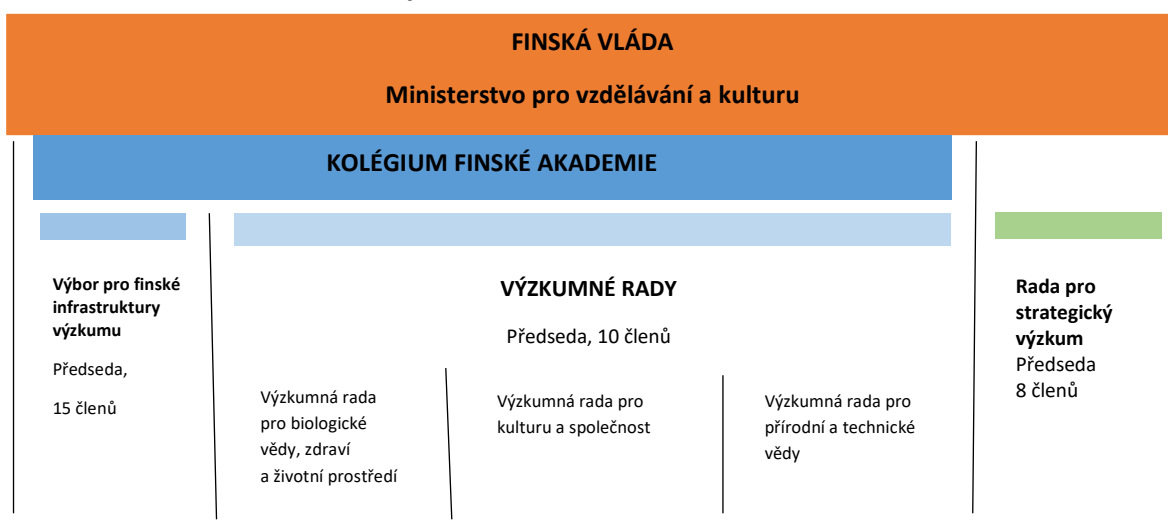 FINSKÁ VLÁDA
Ministerstvo pro vzdělávání a kulturu
KOLÉGIUM FINSKÉ AKADEMIE
Výbor pro finské
infrastruktury
výzkumu
Předseda,
15 členů
VÝZKUMNÉ RADY
Předseda, 10 členů
Výzkumná rada
pro biologické
vědy, zdraví
a životní prostředí
Výzkumná rada pro
kulturu a společnost
Výzkumná rada pro
přírodní a technické
vědy
Rada pro
strategický
výzkum
Předseda
8 členů